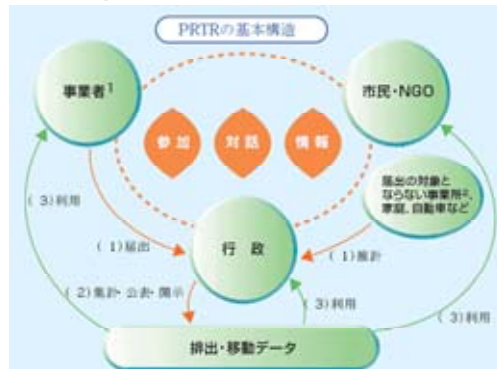 PRTRの基本構造
事業者1
市民・NGO
参加
対話
情報
届出の対象と
ならない事業所2、
家庭、自動車など
(3)利用
(1)届出
行政
(1)推計
(2)集計・公表・開示
(3)利用
(3)利用
排出・移動データ